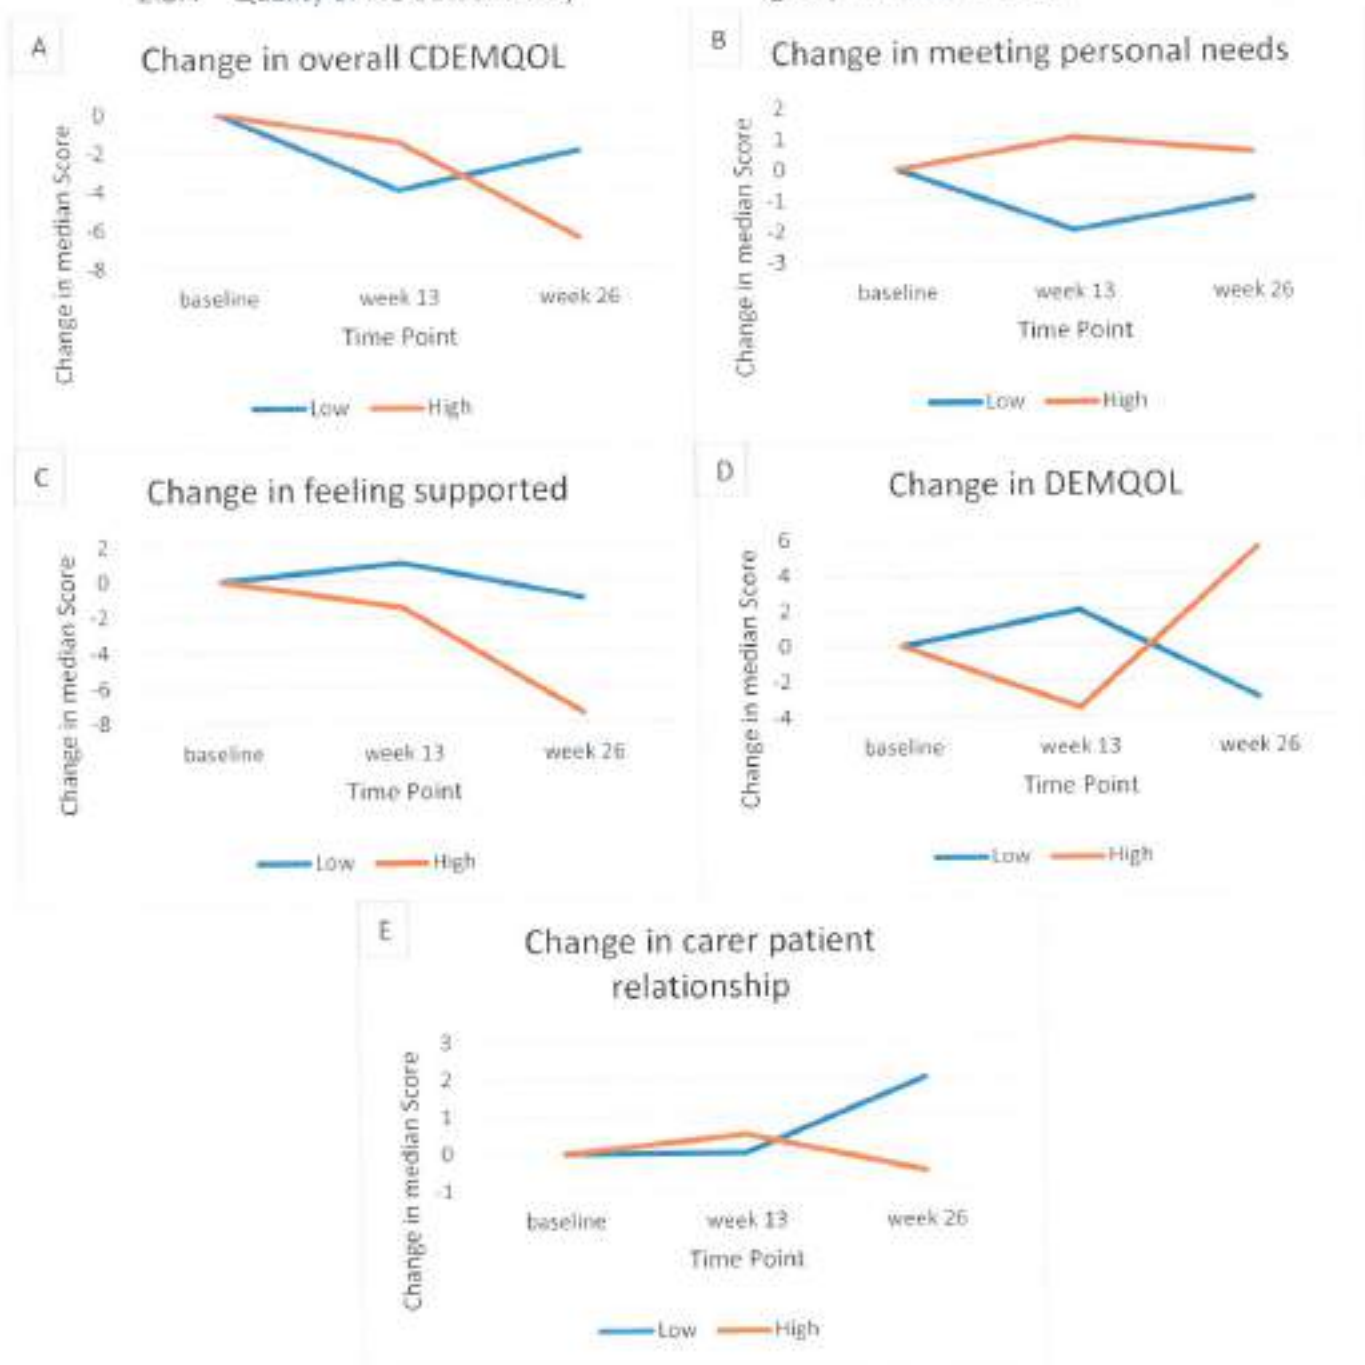 A
Change in overall CDEMQOL
Change in median Score
0
-2
-4
-6
-8
baseline
week 13
week 26
Time Point
Low
High
B
Change in meeting personal needs
Change in median Score
2
1
0
-1
-2
-3
baseline
week 13
week 26
Time Point
Low
High
C
Change in feeling supported
Change in median Score
2
0
-2
-4
-6
-8
baseline
week 13
week 26
Time Point
Low
High
D
Change in DEMQOL
Change in median Score
6
4
2
0
-2
-4
baseline
week 13
week 26
Time Point
Low
High
E
Change in carer patient
relationship
Change in median Score
3
2
1
0
-1
baseline
week 13
week 26
Time Point
Low
High